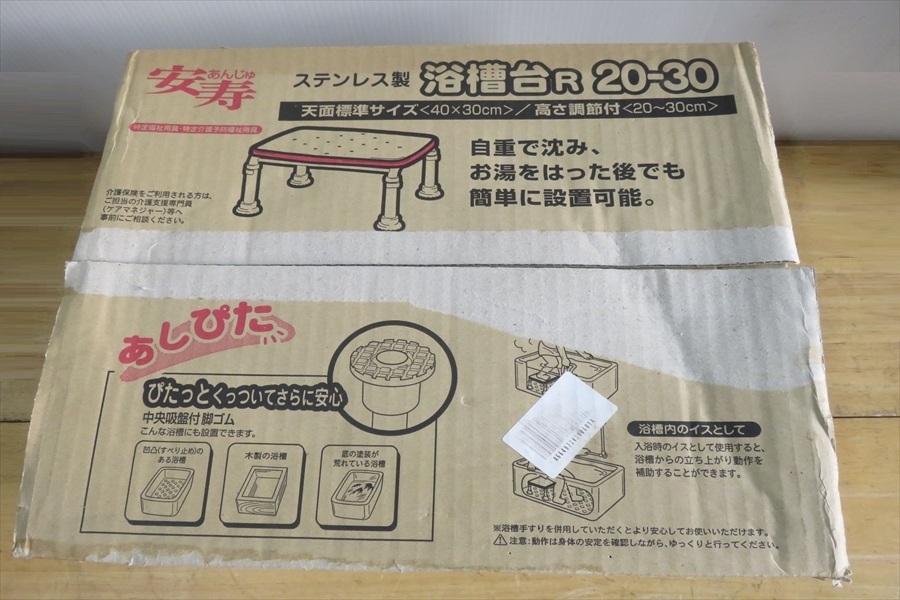 あんじゅ
安寿
ステンレス製 浴槽台R 20-30
天面標準サイズ<40×30cm>/高さ調節付<20~30cm>
特定福祉用具・特定介護予防福祉用具
自重で沈み、
お湯をはった後でも
簡単に設置可能。
介護保険をご利用される方は、
ご担当の介護支援専門員
(ケアマネジャー)等へ
事前にご相談ください。
あしぴた
ぴたっとくっついてさらに安心
中央吸盤付脚ゴム
こんな浴槽にも設置できます。
凹凸(すべり止め)の
ある浴槽
木製の浴槽
底の塗装が
荒れている浴槽
浴槽内のイスとして
入浴時のイスとして使用すると、
浴槽からの立ち上がり動作を
補助することができます。
※浴槽手すりを併用していただくとより安心してお使いいただけます。
⚠注意:動作は身体の安定を確認しながら、ゆっくりと行ってください。